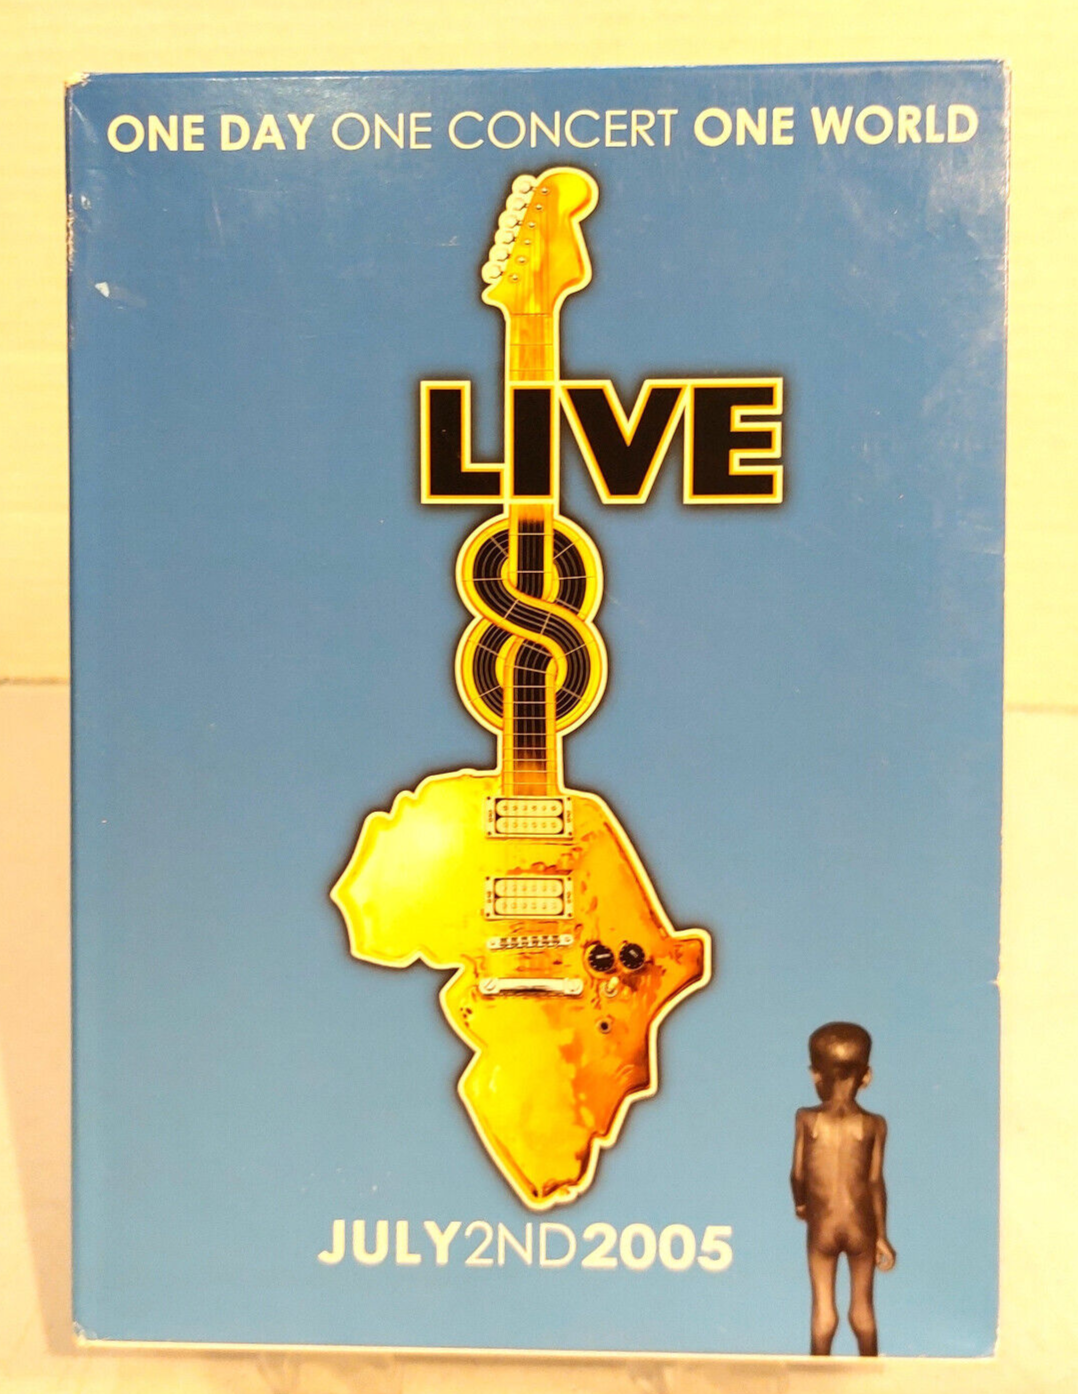 ONE DAY ONE CONCERT ONE WORLD
LIVE
8
JULY2ND2005